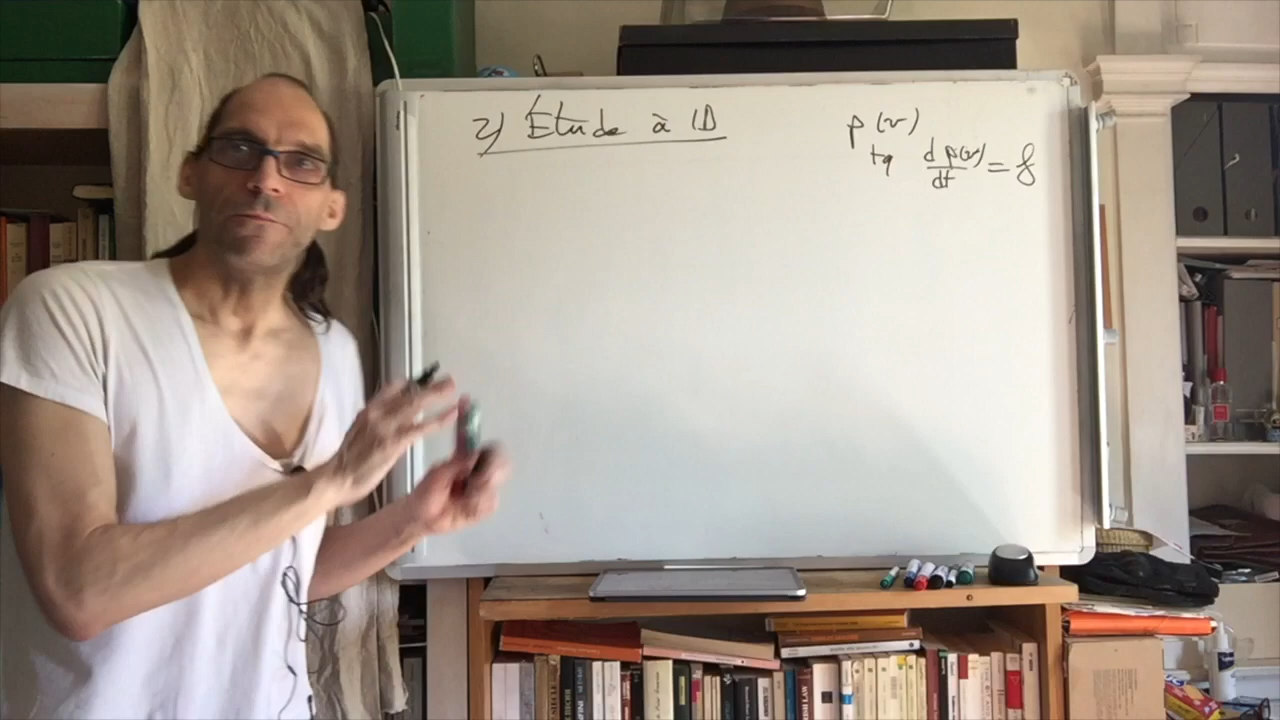 2) Étude à 1D
p(v)
tq dp(v)/dt = f